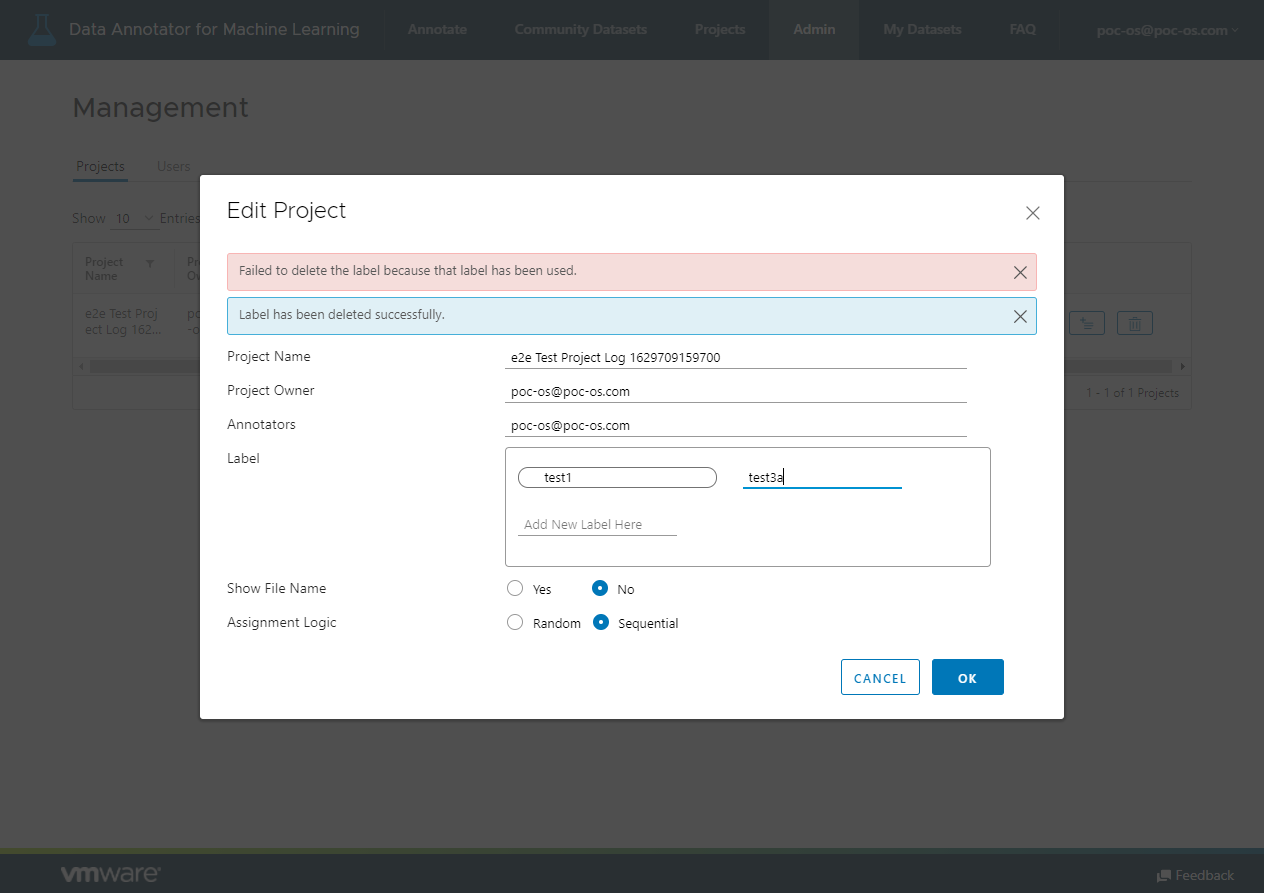 Data Annotator for Machine Learning
Annotate
Community Datasets
Projects
Admin
My Datasets
FAQ
poc-os@poc-os.com
Management
Projects
Users
Show 10 Entries
Project
Name
e2e Test Proj
ect Log 162...
1 - 1 of 1 Projects
Edit Project
Failed to delete the label because that label has been used.
Label has been deleted successfully.
Project Name
e2e Test Project Log 1629709159700
Project Owner
poc-os@poc-os.com
Annotators
poc-os@poc-os.com
Label
test1
test3a
Add New Label Here
Show File Name
Yes
No
Assignment Logic
Random
Sequential
CANCEL
OK
vmware
Feedback